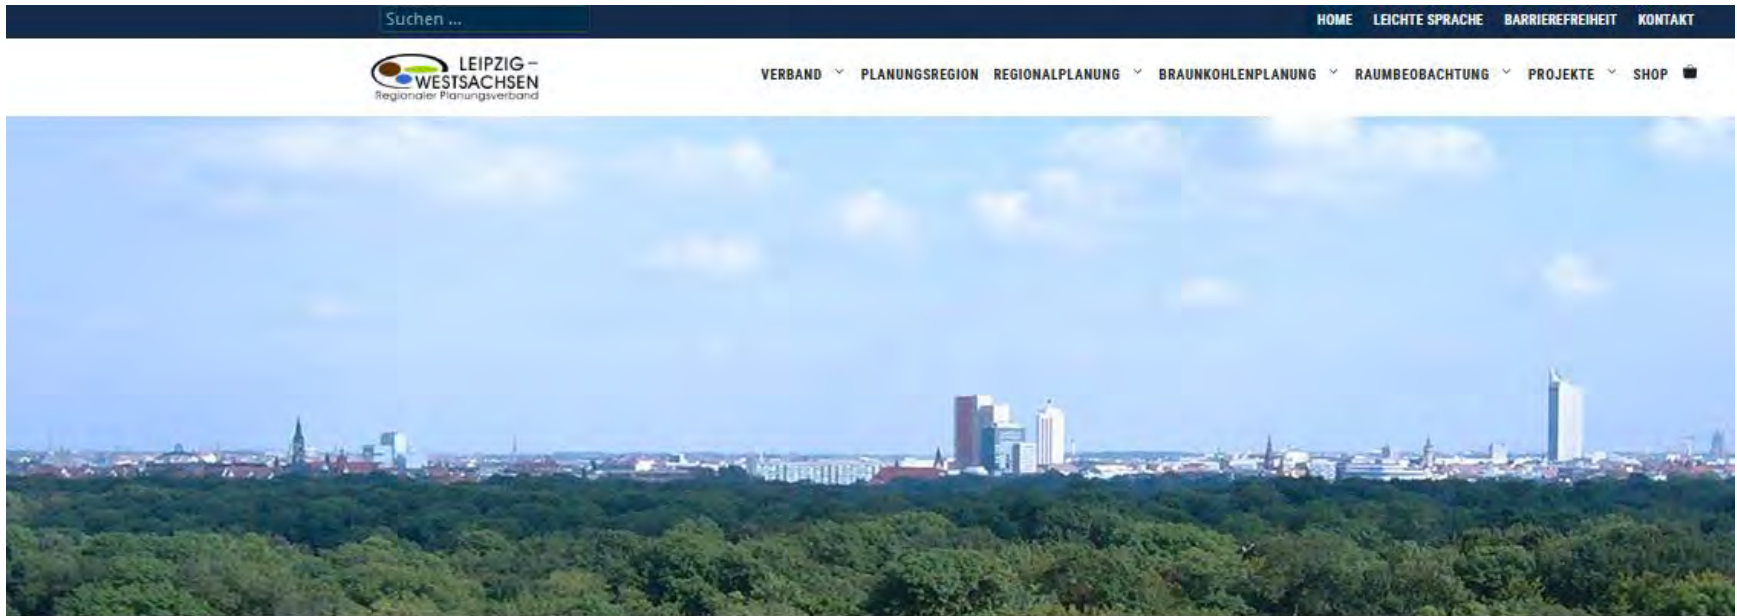 Suchen ...
HOME LEICHTE SPRACHE BARRIEREFREIHEIT KONTAKT
LEIPZIG –
WESTSACHSEN
Regionaler Planungsverband
VERBAND PLANUNGSREGION REGIONALPLANUNG BRAUNKOHLENPLANUNG RAUMBEOBACHTUNG PROJEKTE SHOP